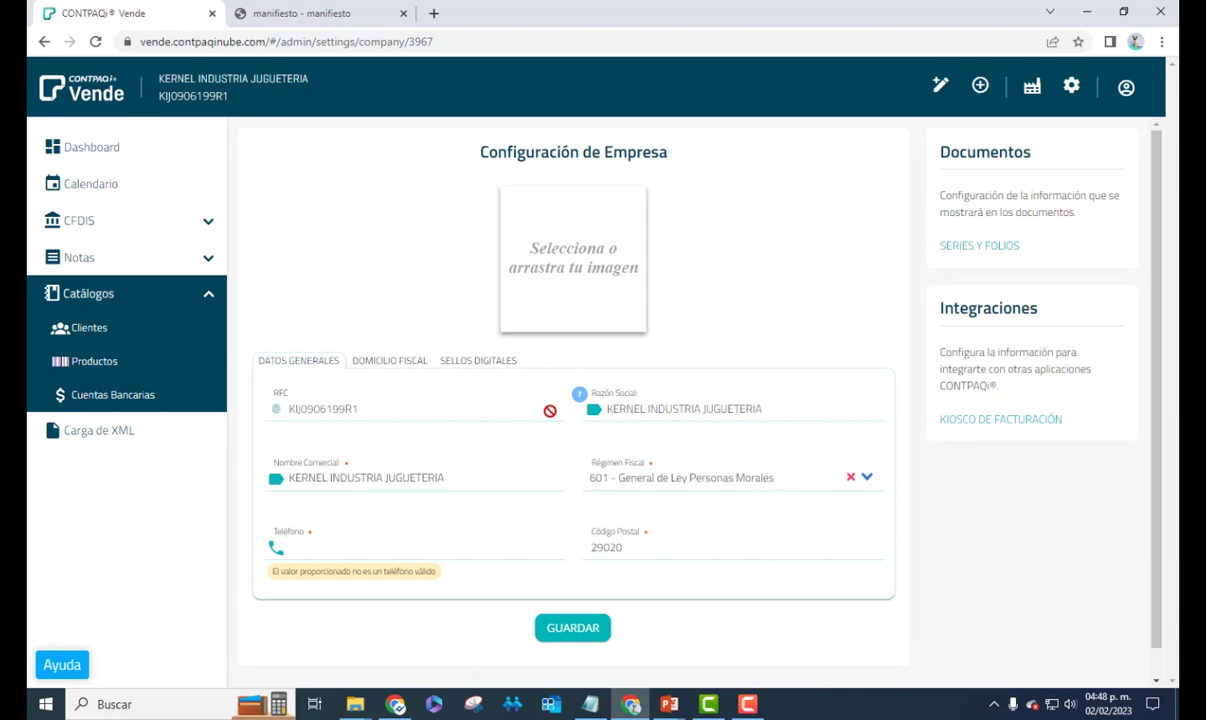 CONTPAQi® Vende
manifiesto - manifiesto
vende.contpaqinube.com/#/admin/settings/company/3967
CONTPAQi®
Vende
KERNEL INDUSTRIA JUGUETERIA
KIJ0906199R1
Dashboard
Calendario
CFDIS
Notas
Catálogos
Clientes
Productos
Cuentas Bancarias
Carga de XML
Ayuda
Configuración de Empresa
Selecciona o
arrastra tu imagen
DATOS GENERALES
DOMICILIO FISCAL
SELLOS DIGITALES
RFC
KIJ0906199R1
?
Razón Social:
KERNEL INDUSTRIA JUGUETERIA
Nombre Comercial:
KERNEL INDUSTRIA JUGUETERIA
Régimen Fiscal
601 - General de Ley Personas Morales
Teléfono
El valor proporcionado no es un teléfono válido
Código Postal
29020
GUARDAR
Documentos
Configuración de la información que se
mostrará en los documentos.
SERIES Y FOLIOS
Integraciones
Configura la información para
integrarte con otras aplicaciones
CONTPAQi®.
KIOSCO DE FACTURACIÓN
Buscar
04:48 p. m.
02/02/2023